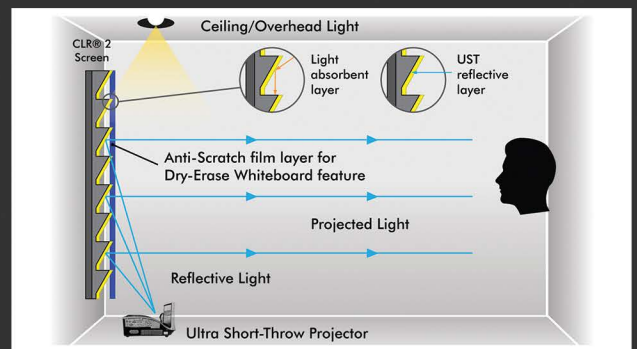 Ceiling/Overhead Light
CLR® 2
Screen
Light
absorbent
layer
UST
reflective
layer
Anti-Scratch film layer for
Dry-Erase Whiteboard feature
Projected Light
Reflective Light
Ultra Short-Throw Projector